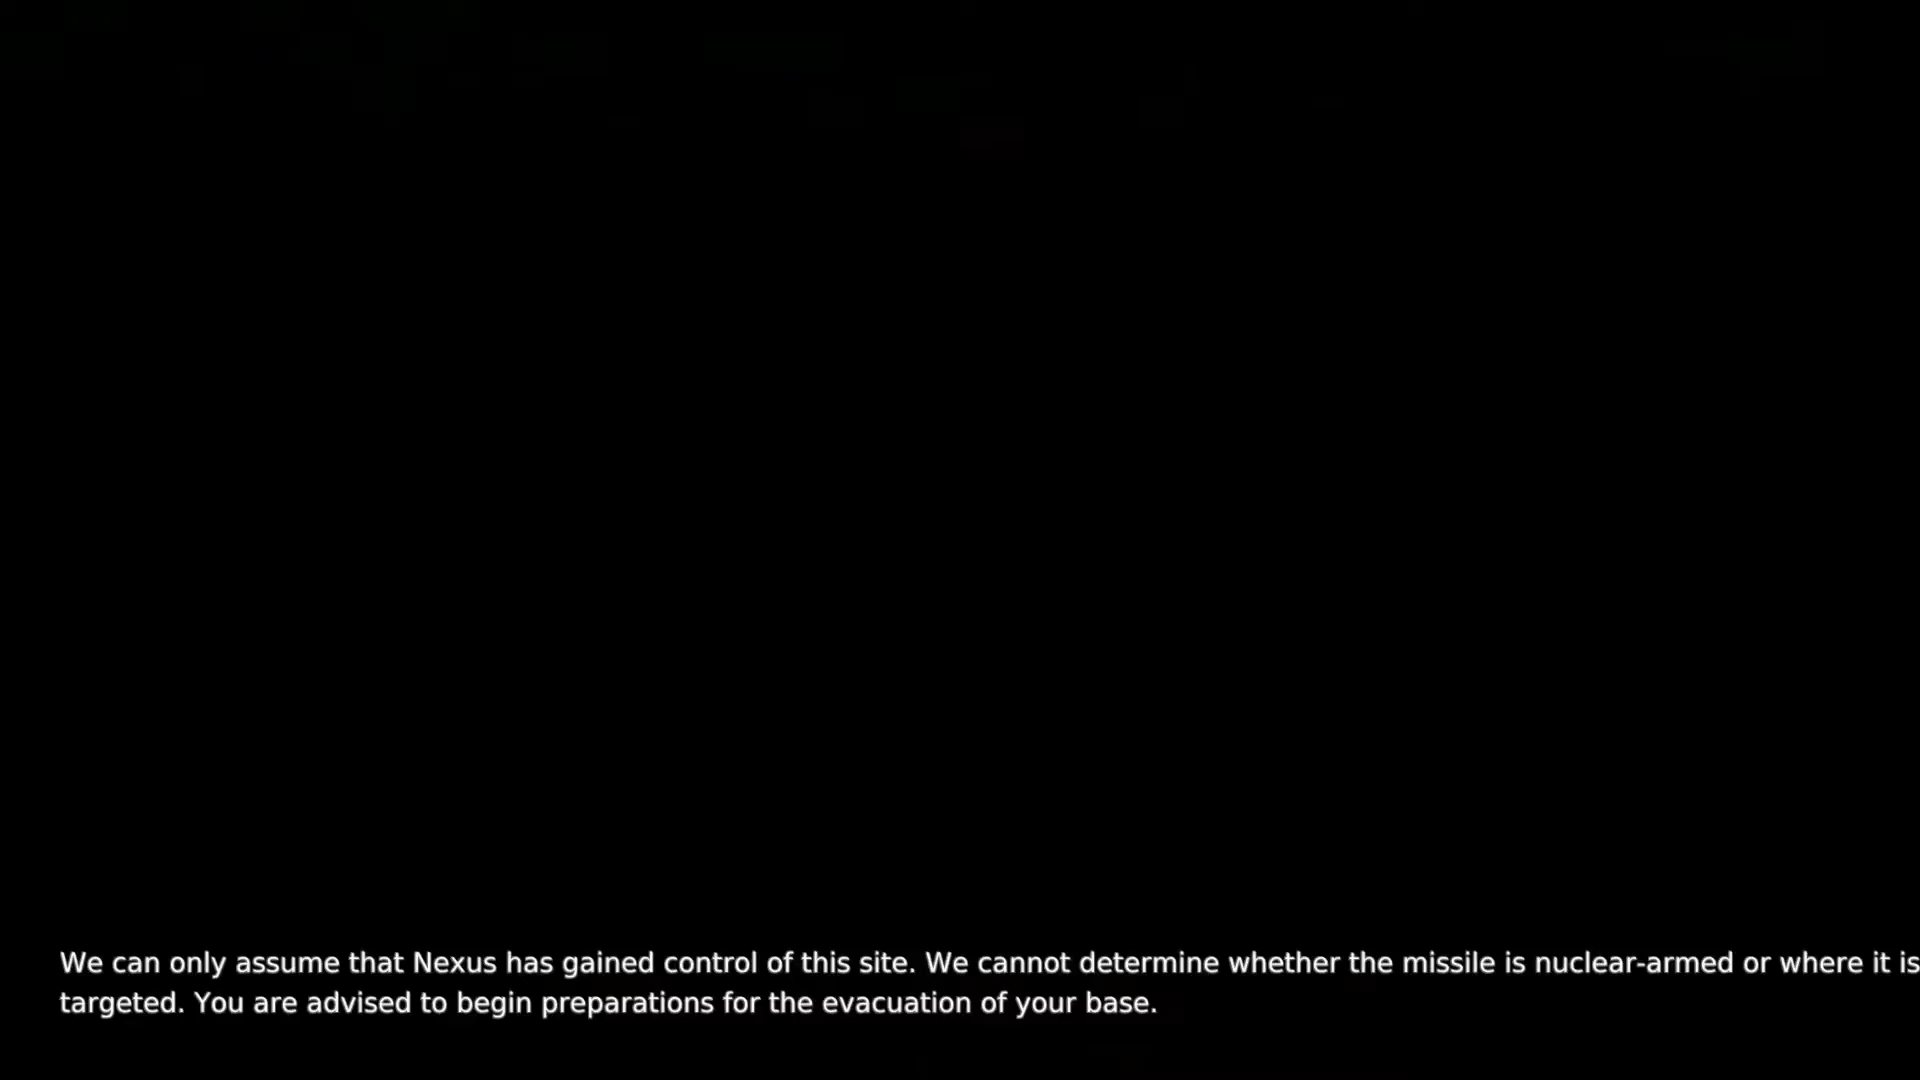 We can only assume that Nexus has gained control of this site. We cannot determine whether the missile is nuclear-armed or where it is
targeted. You are advised to begin preparations for the evacuation of your base.